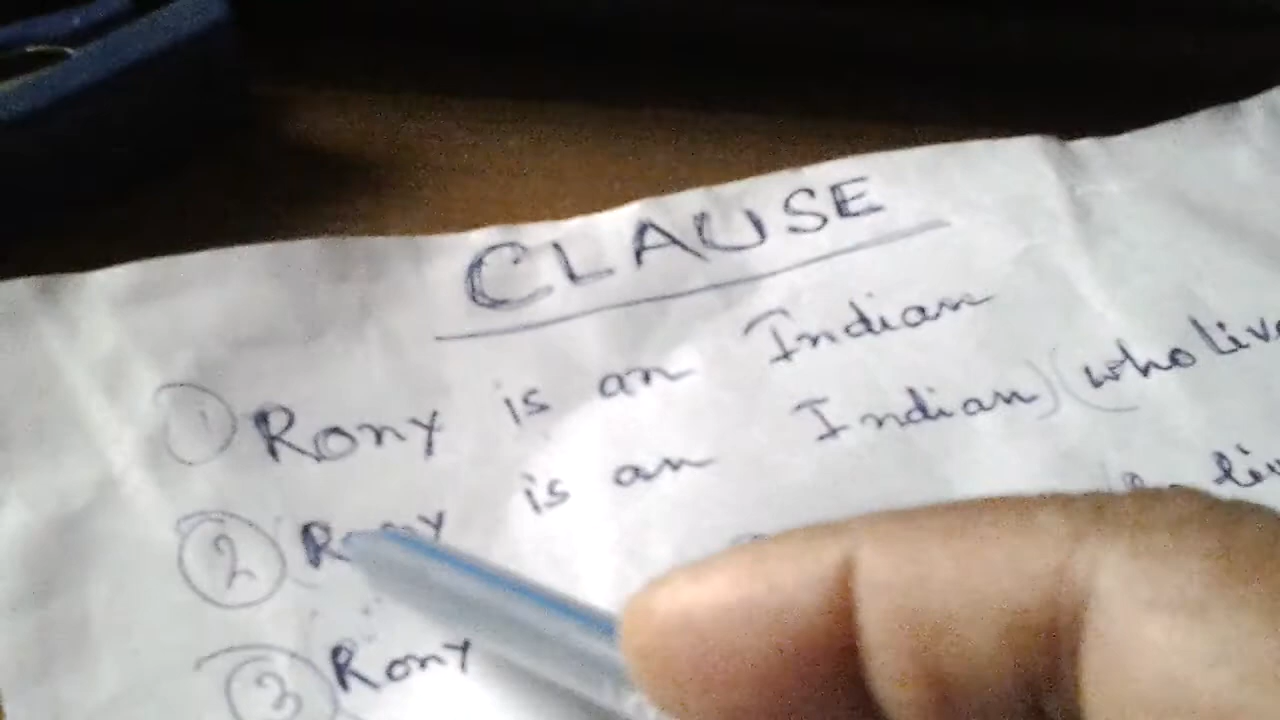 CLAUSE
① Rony is an Indian
② Rony is an Indian) (who live
③ Rony